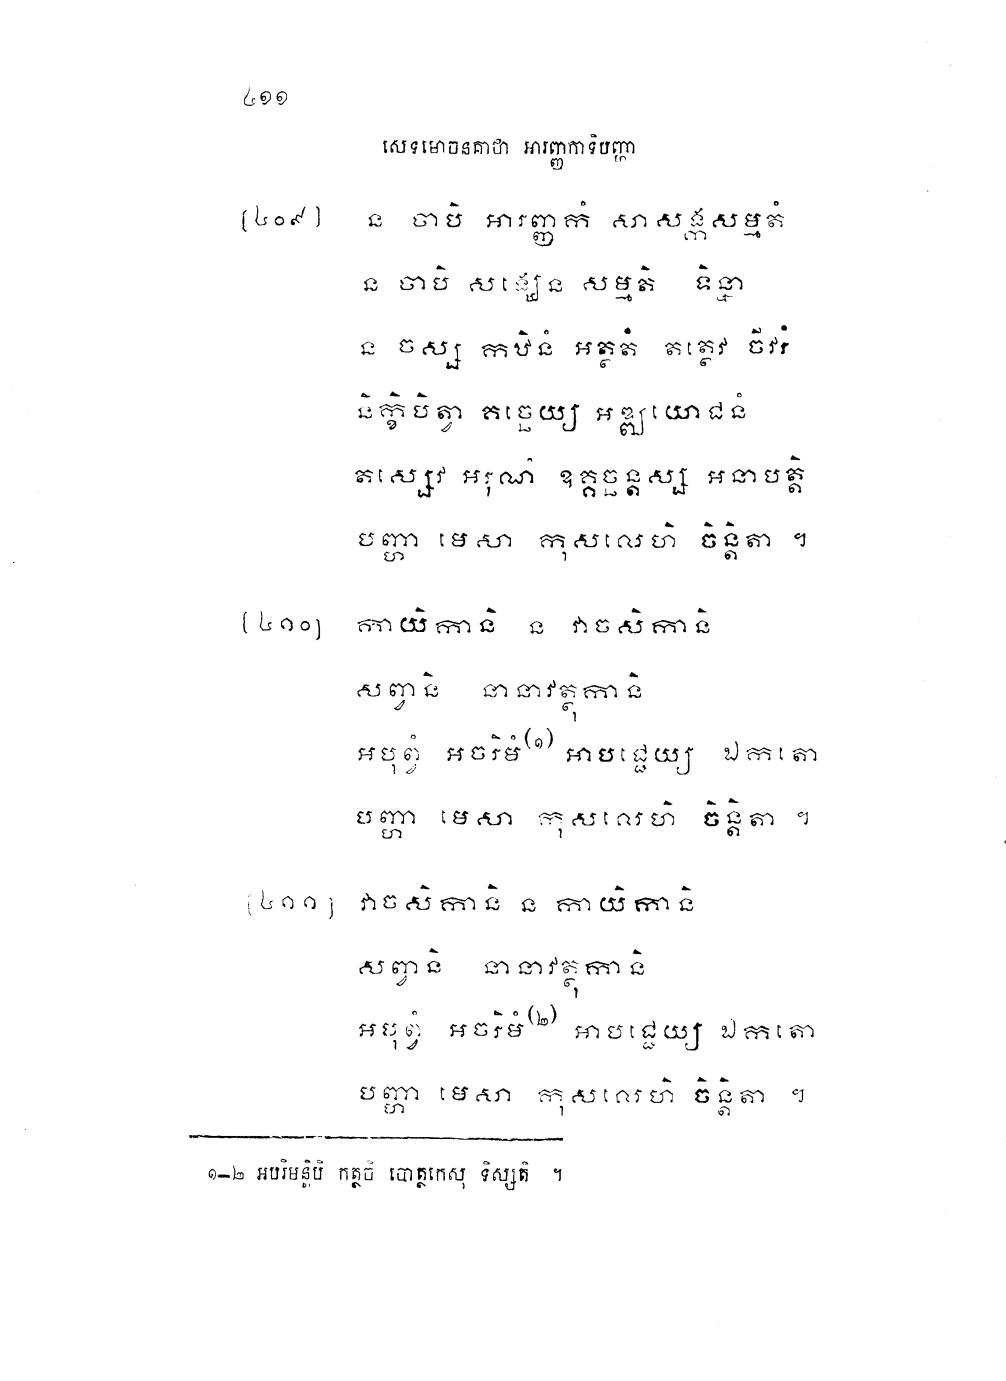 ៤១១
សេទមោចនគាថា អារញ្ញកាទិបញ្ហា
[៤០៩] ន ចាបិ អារញ្ញកំ សាសង្កសម្មតំ
ន ចាបិ សង្ឃេន សម្មតិ ទិន្នា
ន ចស្ស កឋិនំ អត្ថតំ តត្ថេវ ចីវរំ
និក្ខិបិត្វា គច្ឆេយ្យ អឌ្ឍយោជនំ
តស្សេវ អរុណំ ឧគ្គច្ឆន្តស្ស អនាបត្តិ
បញ្ហា មេសា កុសលេហិ ចិន្តិតា ។
[៤១០] កាយិកានិ ន វាចសិកានិ
សព្វានិ នានាវត្ថុកានិ
អបុព្វំ អចរិមំ(១) អាបជ្ជេយ្យ ឯកតោ
បញ្ហា មេសា កុសលេហិ ចិន្តិតា ។
[៤១១] វាចសិកានិ ន កាយិកានិ
សព្វានិ នានាវត្ថុកានិ
អបុព្វំ អចរិមំ(២) អាបជ្ជេយ្យ ឯកតោ
បញ្ហា មេសា កុសលេហិ ចិន្តិតា ។
១-២ អបរិមន្តិបិ កត្ថចិ បោត្ថកេសុ ទិស្សតិ ។